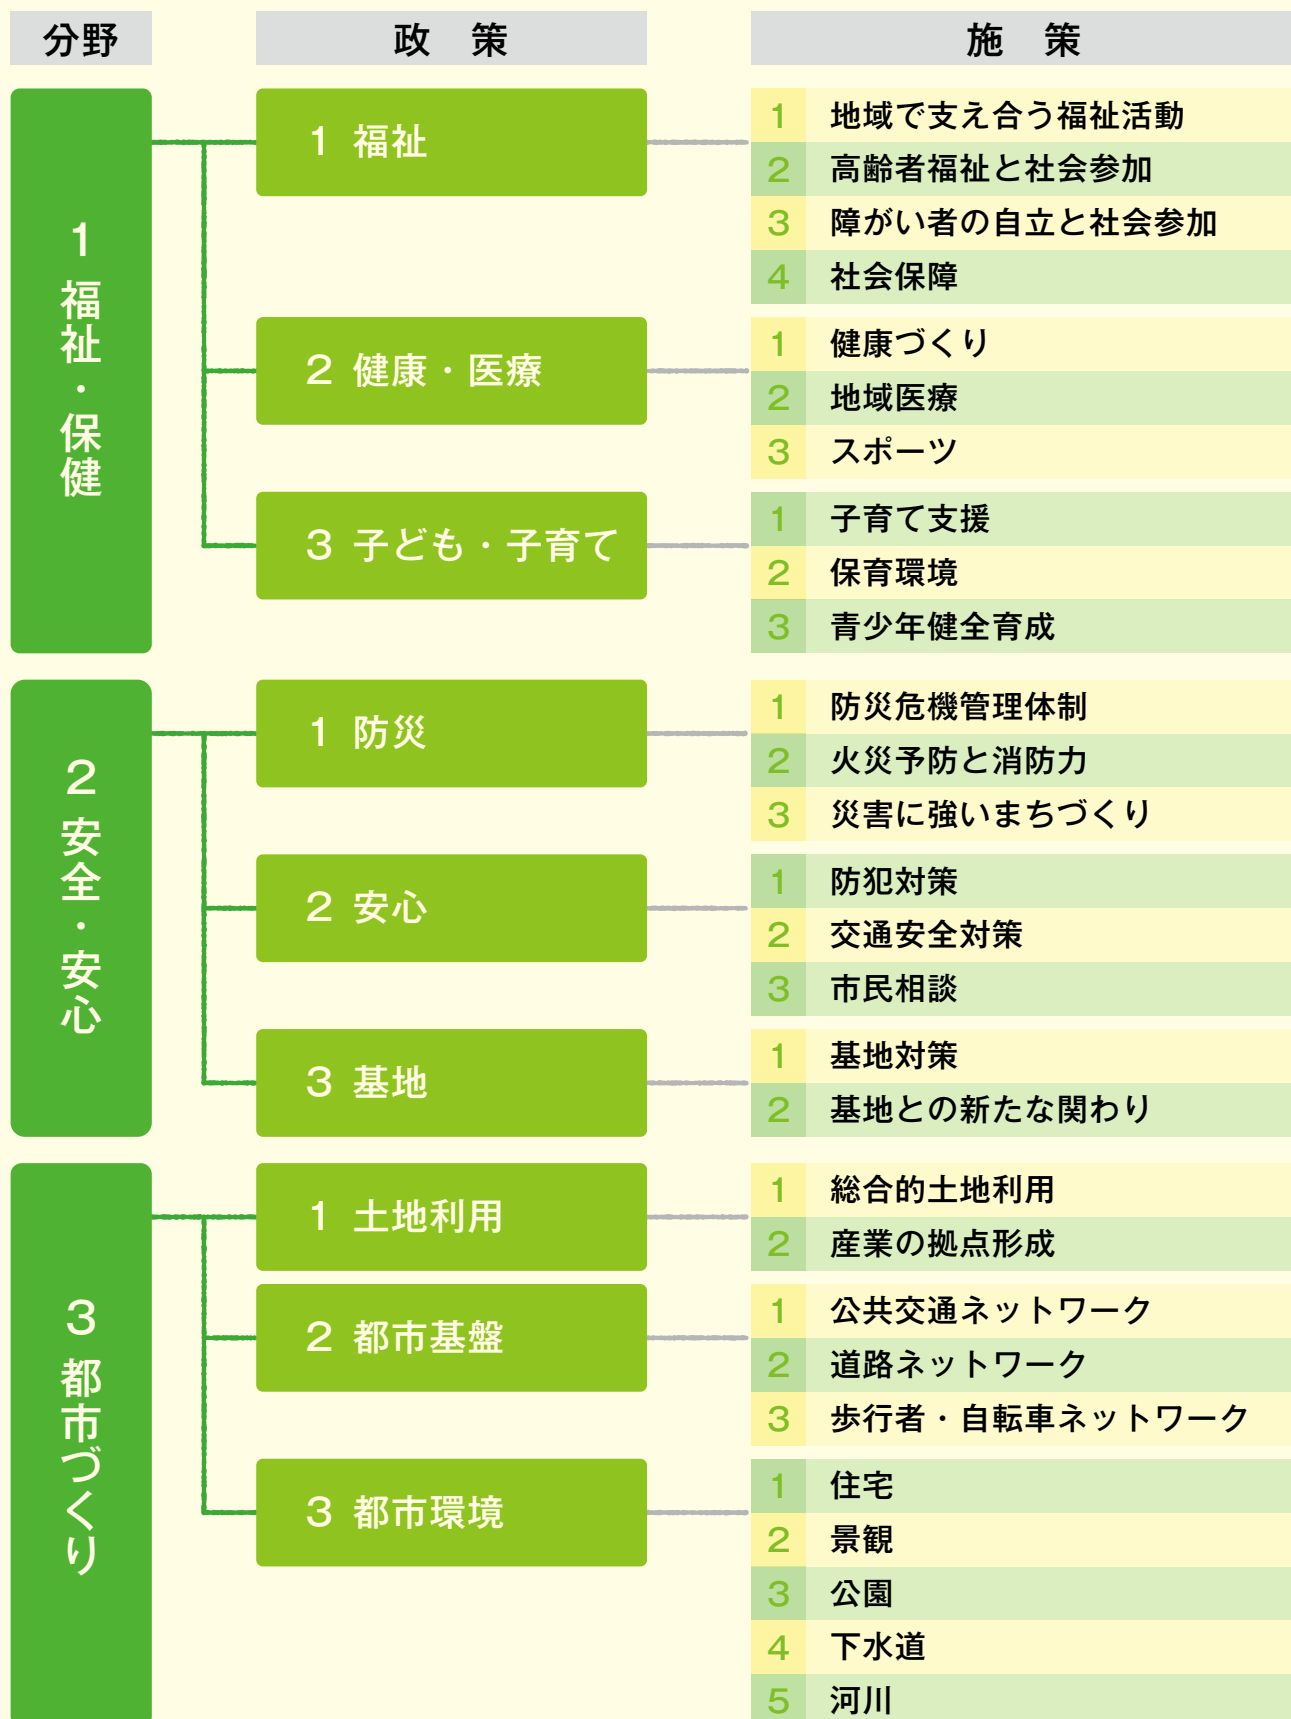 分野 政策 施策
1 福祉・保健
1 福祉
1 地域で支え合う福祉活動
2 高齢者福祉と社会参加
3 障がい者の自立と社会参加
4 社会保障
2 健康・医療
1 健康づくり
2 地域医療
3 スポーツ
3 子ども・子育て
1 子育て支援
2 保育環境
3 青少年健全育成
2 安全・安心
1 防災
1 防災危機管理体制
2 火災予防と消防力
3 災害に強いまちづくり
2 安心
1 防犯対策
2 交通安全対策
3 市民相談
3 基地
1 基地対策
2 基地との新たな関わり
3 都市づくり
1 土地利用
1 総合的土地利用
2 産業の拠点形成
2 都市基盤
1 公共交通ネットワーク
2 道路ネットワーク
3 歩行者・自転車ネットワーク
3 都市環境
1 住宅
2 景観
3 公園
4 下水道
5 河川